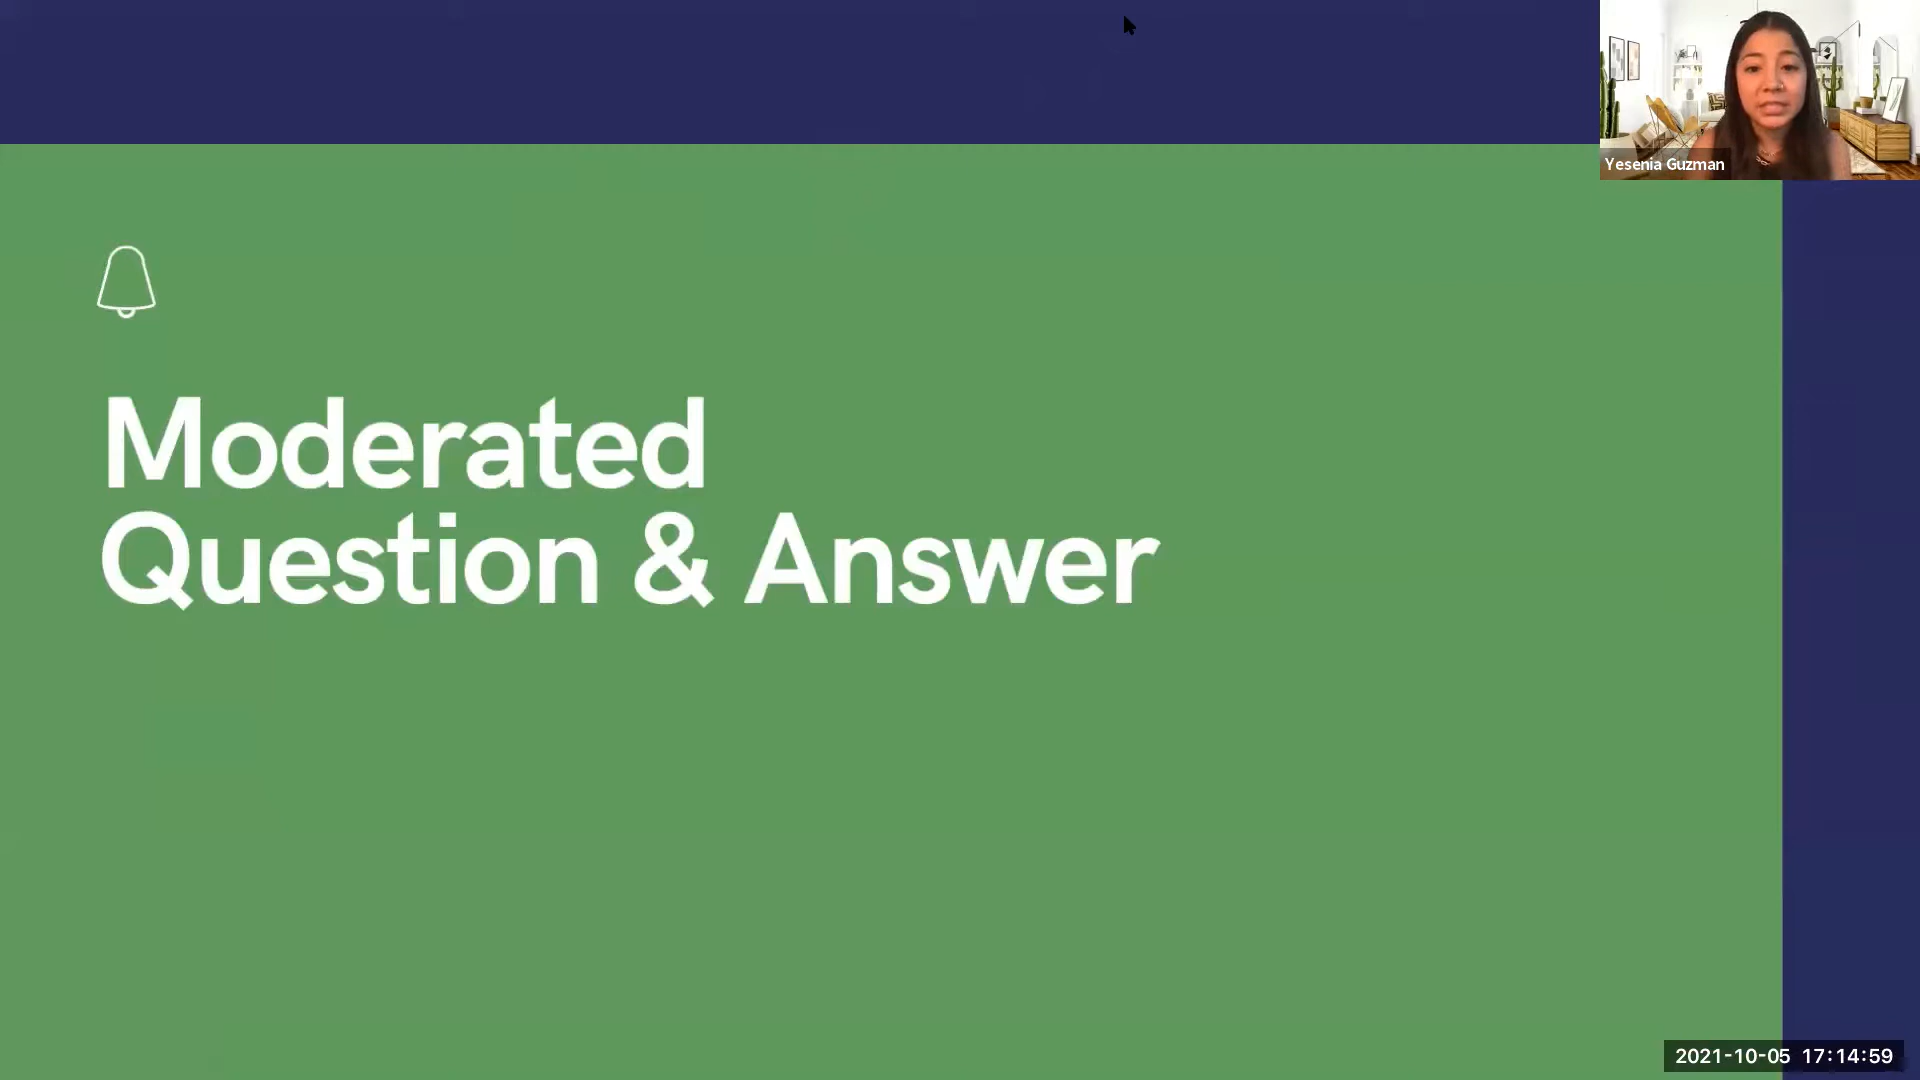 Yesenia Guzman
Moderated
Question & Answer
2021-10-05 17:14:59